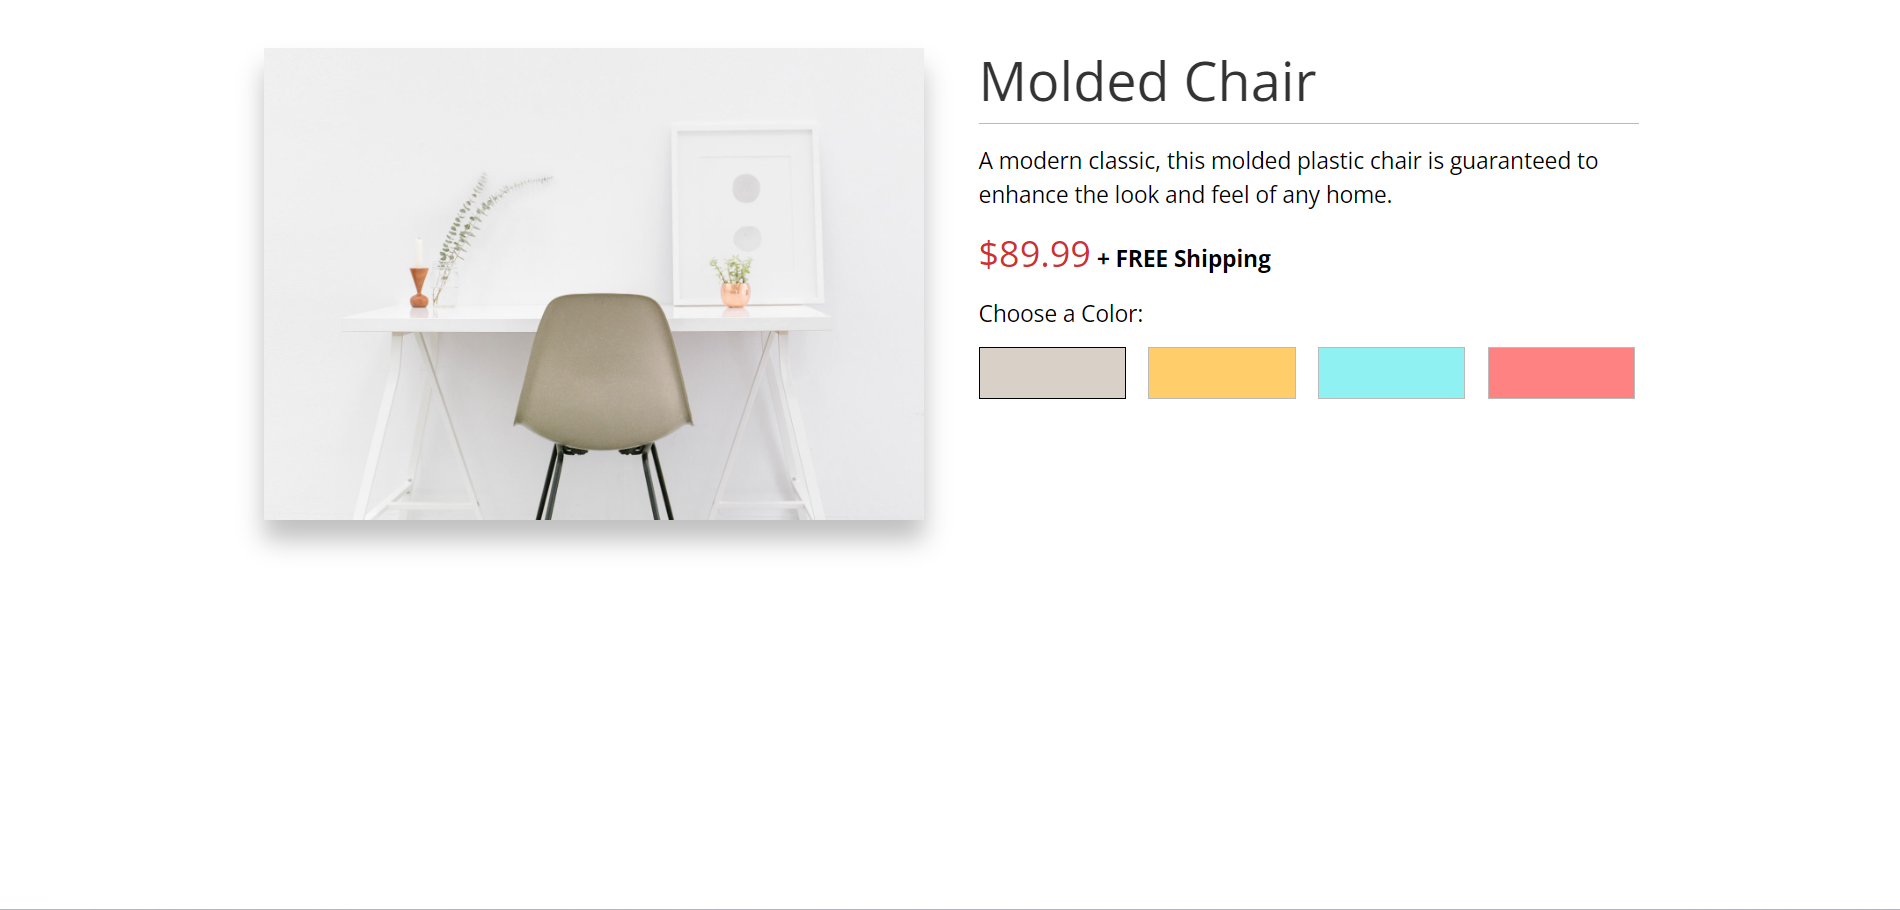 Molded Chair
A modern classic, this molded plastic chair is guaranteed to
enhance the look and feel of any home.
$89.99 + FREE Shipping
Choose a Color: